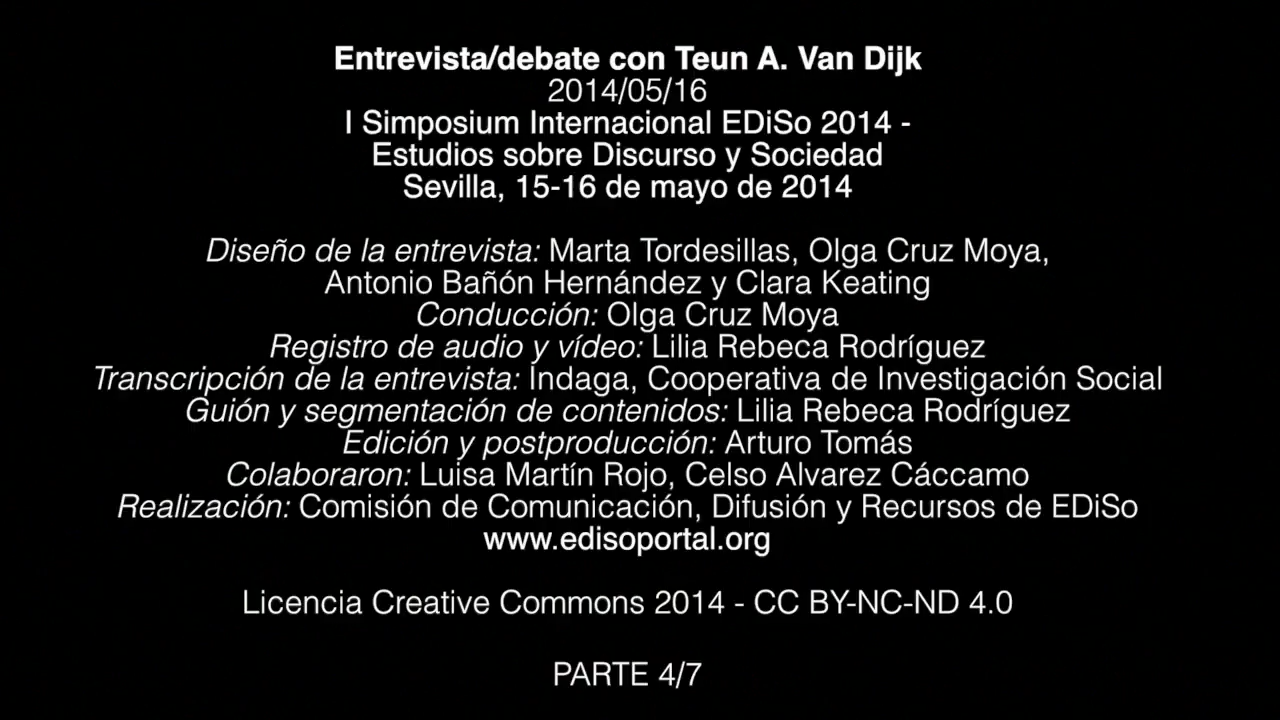 Entrevista/debate con Teun A. Van Dijk
2014/05/16
I Simposium Internacional EDiSo 2014 -
Estudios sobre Discurso y Sociedad
Sevilla, 15-16 de mayo de 2014
Diseño de la entrevista: Marta Tordesillas, Olga Cruz Moya,
Antonio Bañón Hernández y Clara Keating
Conducción: Olga Cruz Moya
Registro de audio y vídeo: Lilia Rebeca Rodríguez
Transcripción de la entrevista: Indaga, Cooperativa de Investigación Social
Guión y segmentación de contenidos: Lilia Rebeca Rodríguez
Edición y postproducción: Arturo Tomás
Colaboraron: Luisa Martín Rojo, Celso Alvarez Cáccamo
Realización: Comisión de Comunicación, Difusión y Recursos de EDiSo
www.edisoportal.org
Licencia Creative Commons 2014 - CC BY-NC-ND 4.0
PARTE 4/7